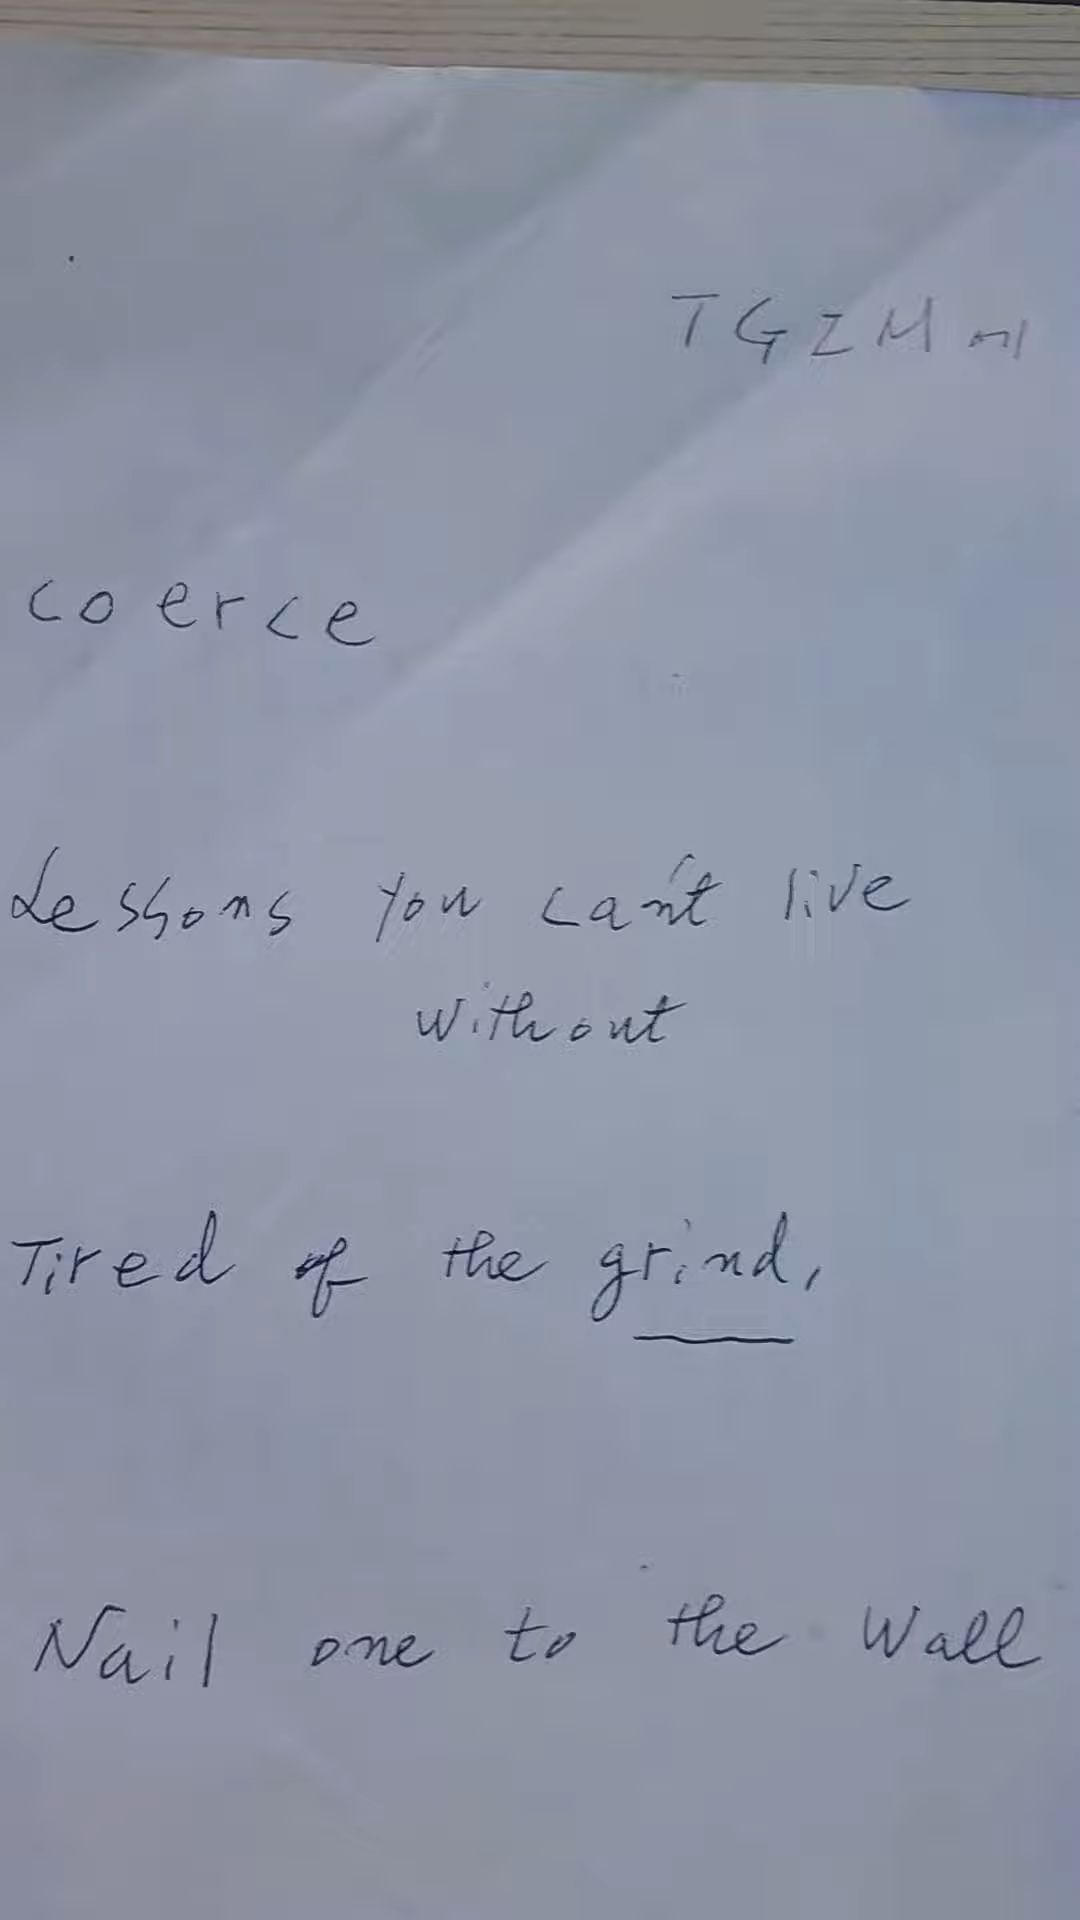 TGZM
coerce
Lessons you can't live
without
Tired of the grind,
Nail one to the Wall